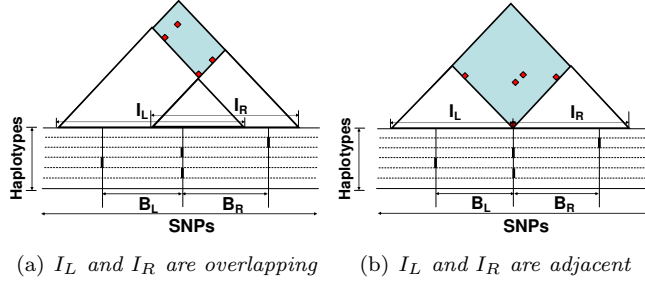 I_L
I_R
Haplotypes
B_L
B_R
SNPs
(a) I_L and I_R are overlapping
I_L
I_R
Haplotypes
B_L
B_R
SNPs
(b) I_L and I_R are adjacent